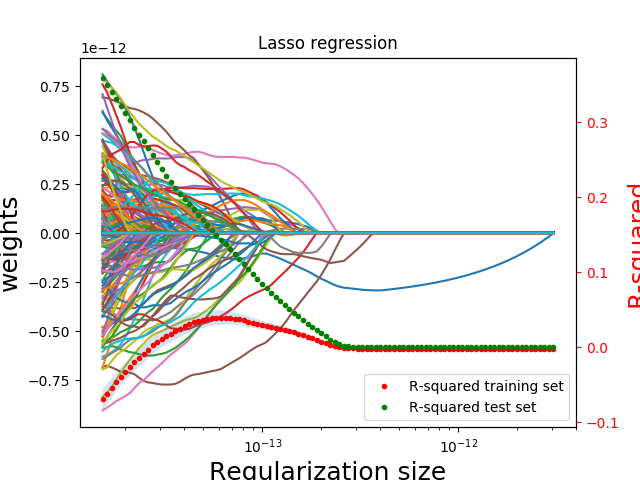 Lasso regression
1e−12
0.75
0.50
0.25
0.00
−0.25
−0.50
−0.75
weights
0.3
0.2
0.1
0.0
−0.1
R-squared
R-squared training set
R-squared test set
10−13
10−12
Regularization size